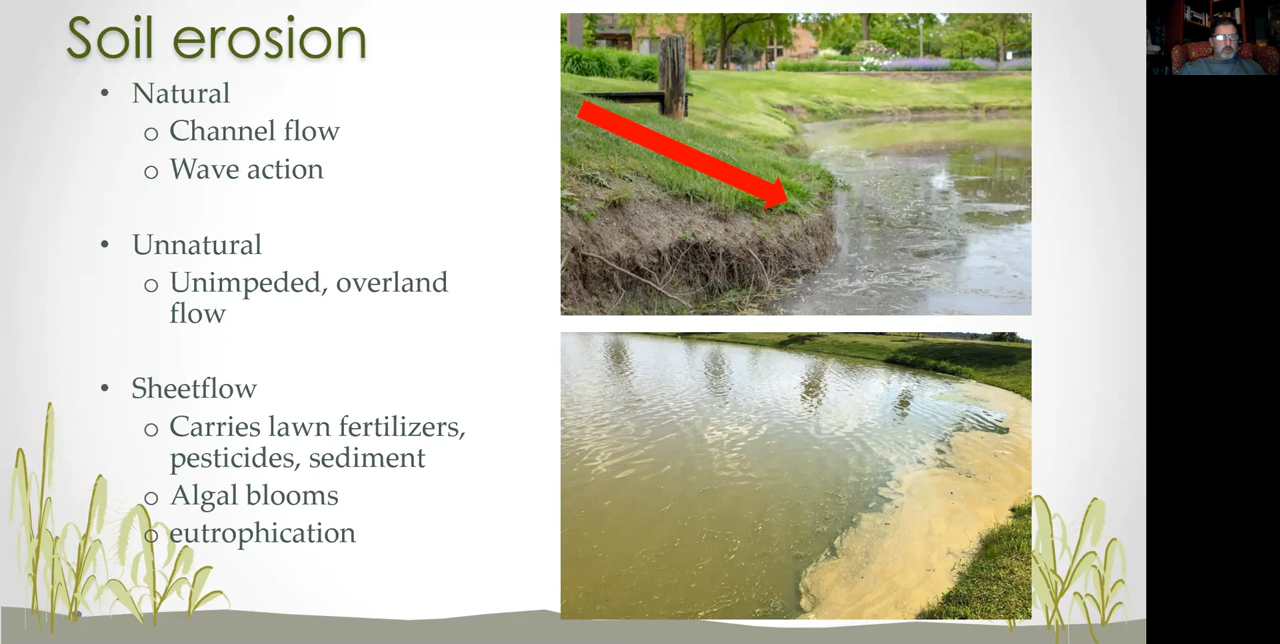 Soil erosion
• Natural
o Channel flow
o Wave action
• Unnatural
o Unimpeded, overland
flow
• Sheetflow
o Carries lawn fertilizers,
pesticides, sediment
o Algal blooms
o eutrophication